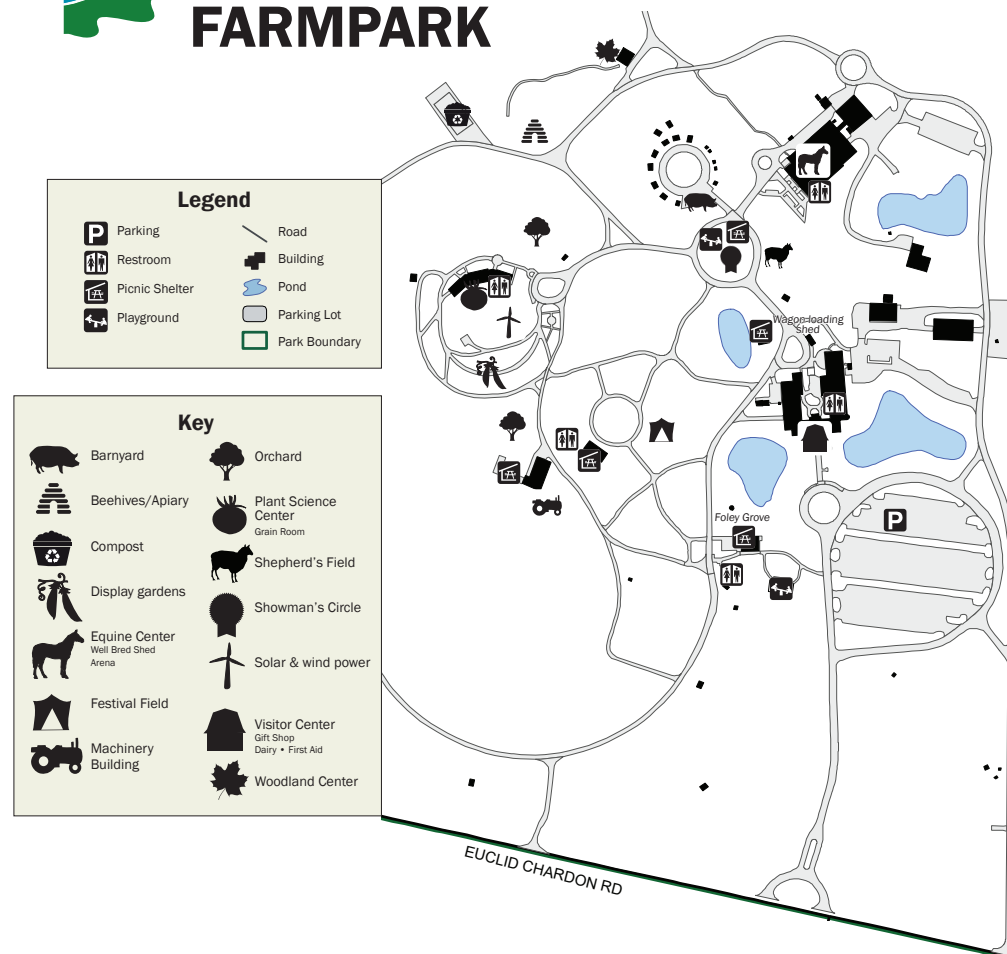 FARMPARK
Legend
P Parking
Restroom
Picnic Shelter
Playground
Road
Building
Pond
Parking Lot
Park Boundary
Key
Barnyard
Beehives/Apiary
Compost
Display gardens
Equine Center
Well Bred Shed
Arena
Festival Field
Machinery
Building
Orchard
Plant Science
Center
Grain Room
Shepherd's Field
Showman's Circle
Solar & wind power
Visitor Center
Gift Shop
Dairy • First Aid
Woodland Center
Wagon loading
shed
P
Foley Grove
EUCLID CHARDON RD